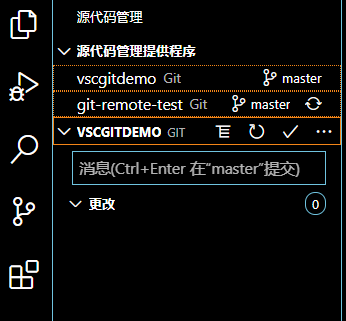 源代码管理
源代码管理提供程序
vscgitdemo Git master
git-remote-test Git master
VSCGITDEMO GIT
消息(Ctrl+Enter 在"master"提交)
更改 0